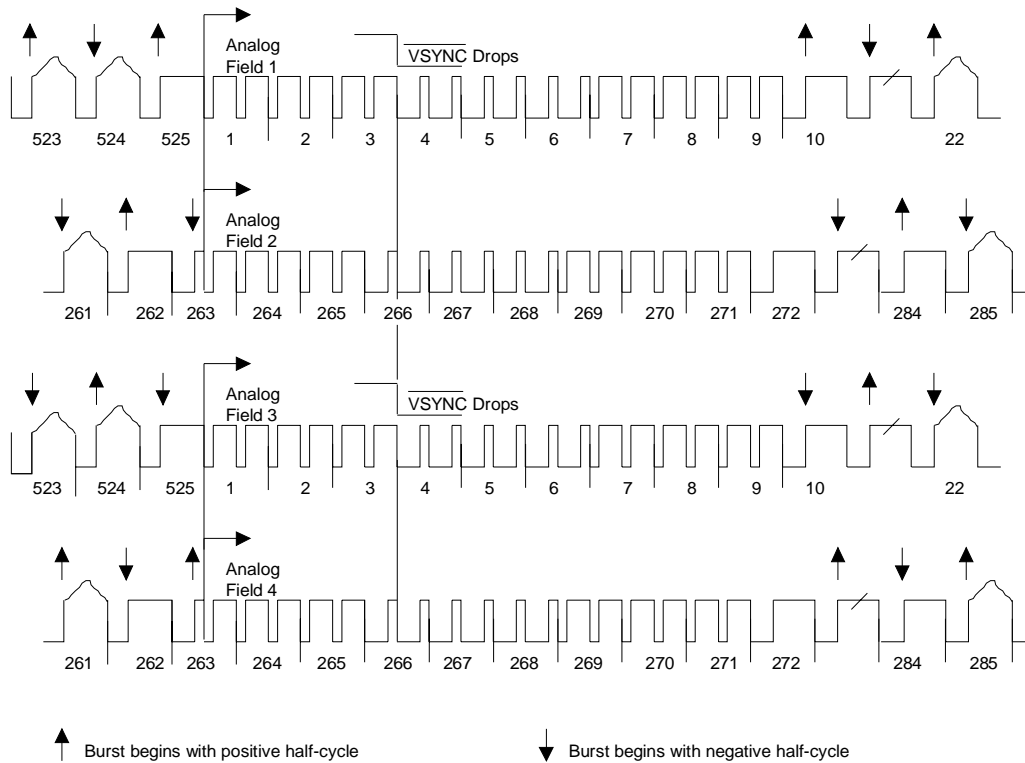 Analog
Field 1
VSYNC Drops
523 524 525 1 2 3 4 5 6 7 8 9 10 22
Analog
Field 2
261 262 263 264 265 266 267 268 269 270 271 272 284 285
Analog
Field 3
VSYNC Drops
523 524 525 1 2 3 4 5 6 7 8 9 10 22
Analog
Field 4
261 262 263 264 265 266 267 268 269 270 271 272 284 285
Burst begins with positive half-cycle
Burst begins with negative half-cycle